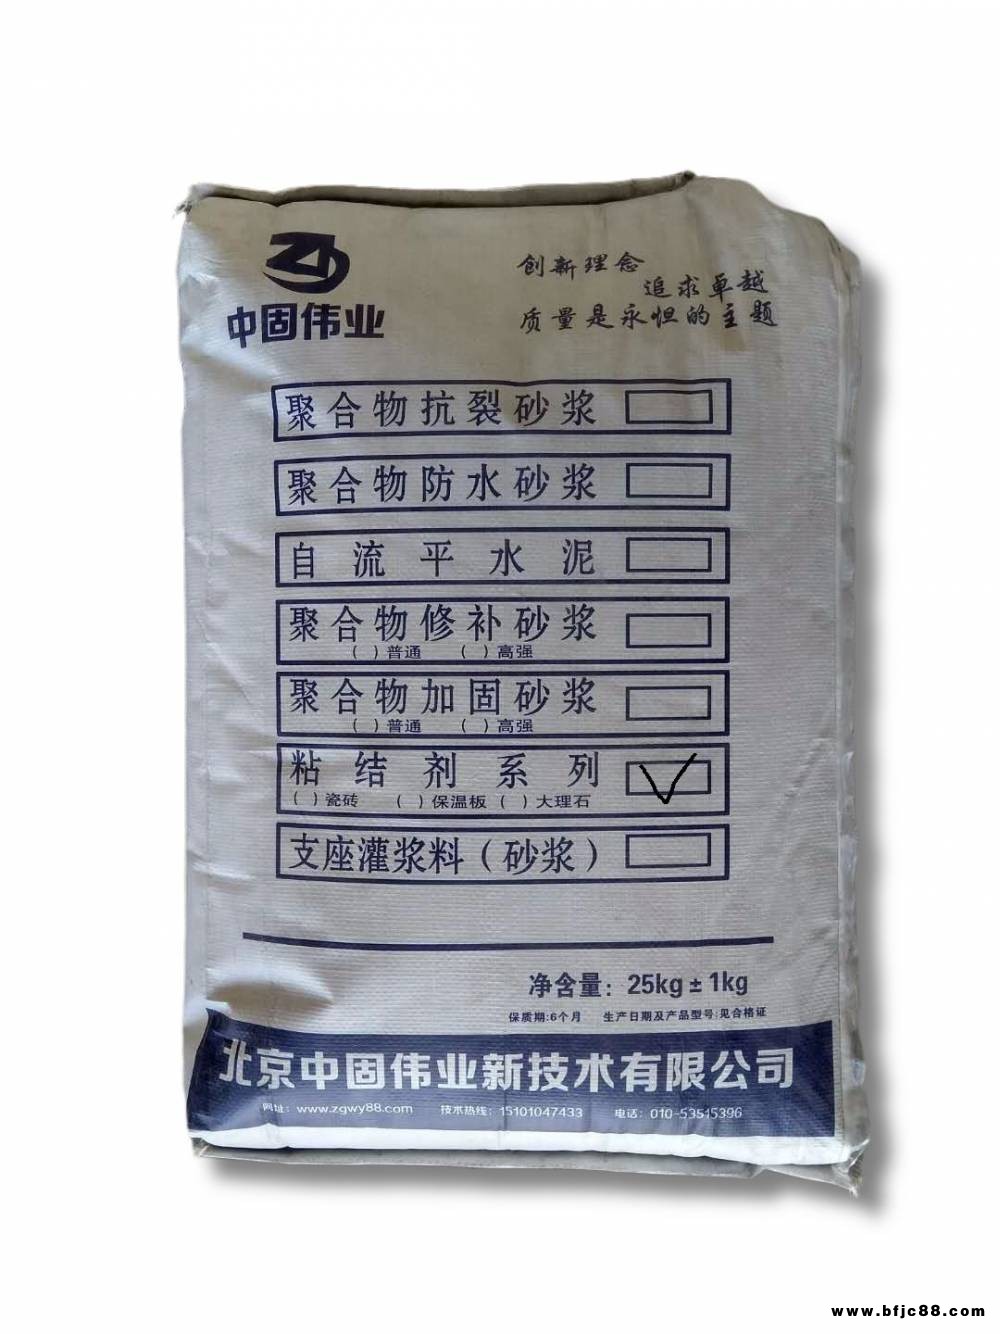 中固伟业
创新理念
追求卓越
质量是永恒的主题
聚合物抗裂砂浆
聚合物防水砂浆
自流平水泥
聚合物修补砂浆
( )普通 ( )高强
聚合物加固砂浆
( )普通 ( )高强
粘结剂系列
( )瓷砖 ( )保温板 ( )大理石
支座灌浆料(砂浆)
净含量：25kg±1kg
保质期:6个月 生产日期及产品型号:见合格证
北京中固伟业新技术有限公司
网址：www.zgwy88.com 技术热线：15101047433 电话：010-53515396
www.bfjc88.com